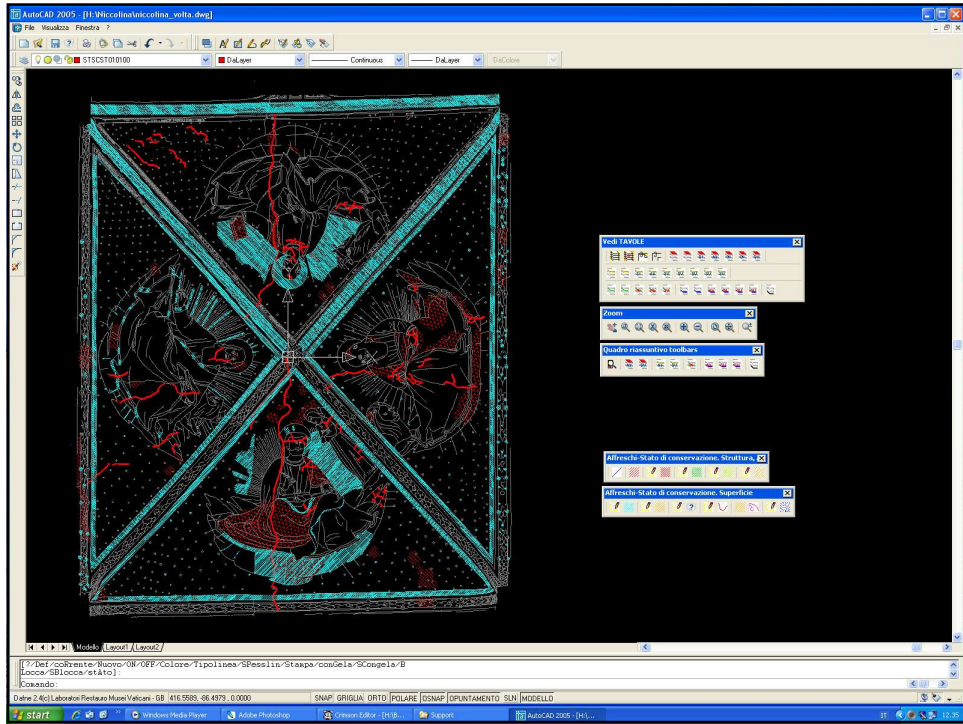 AutoCAD 2005 - [H:\Niccolina\niccolina_volta.dwg]
File Visualizza Finestra ?
STSCST010100 DaLayer Continuous DaLayer DaColore
Vedi TAVOLE
Zoom
Quadro riassuntivo toolbars
Affreschi-Stato di conservazione. Struttura,
Affreschi-Stato di conservazione. Superficie
Modello Layout1 Layout2
[?/Def/coRrente/Nuovo/ON/OFF/Colore/Tipolinea/SPesslin/Stampa/conGela/SCongela/B
Locca/SBlocca/stAto]:
Comando:
Dafne 2.4(c) Laboratori Restauro Musei Vaticani - GB 416.5589, -86.4979 , 0.0000 SNAP GRIGLIA ORTO POLARE OSNAP OPUNTAMENTO SLN MODELLO
start Windows Media Player Adobe Photoshop Crimson Editor - [H:\B... Support AutoCAD 2005 - [H:\... IT 12.35